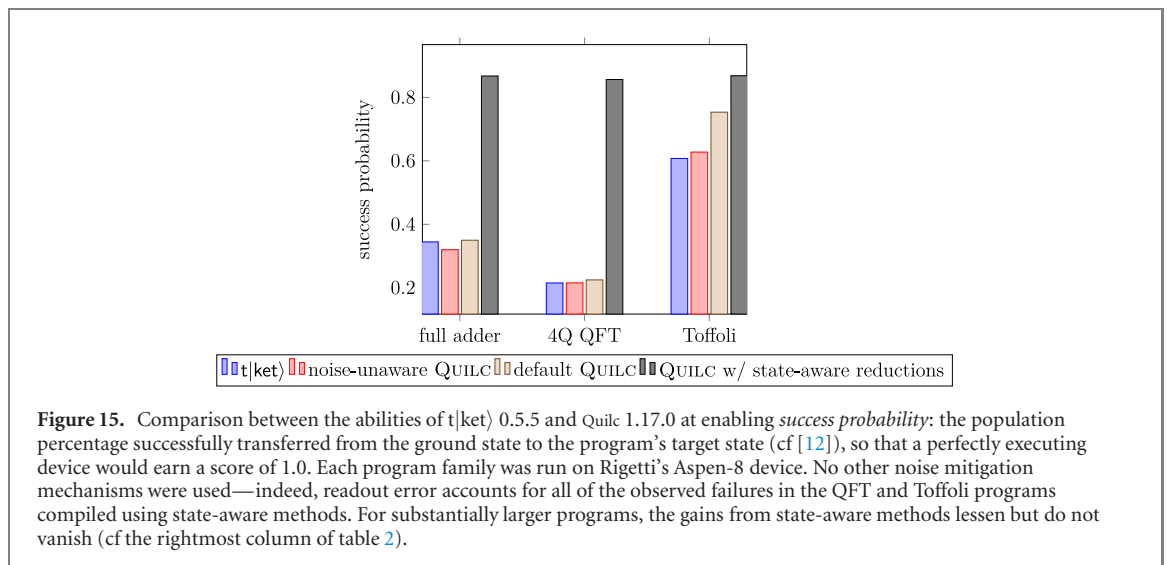 0.8
0.6
0.4
0.2
success probability
full adder 4Q QFT Toffoli
t|ket⟩ noise-unaware QUILC default QUILC QUILC w/ state-aware reductions
Figure 15. Comparison between the abilities of t|ket⟩ 0.5.5 and Quilc 1.17.0 at enabling success probability: the population
percentage successfully transferred from the ground state to the program's target state (cf [12]), so that a perfectly executing
device would earn a score of 1.0. Each program family was run on Rigetti's Aspen-8 device. No other noise mitigation
mechanisms were used—indeed, readout error accounts for all of the observed failures in the QFT and Toffoli programs
compiled using state-aware methods. For substantially larger programs, the gains from state-aware methods lessen but do not
vanish (cf the rightmost column of table 2).